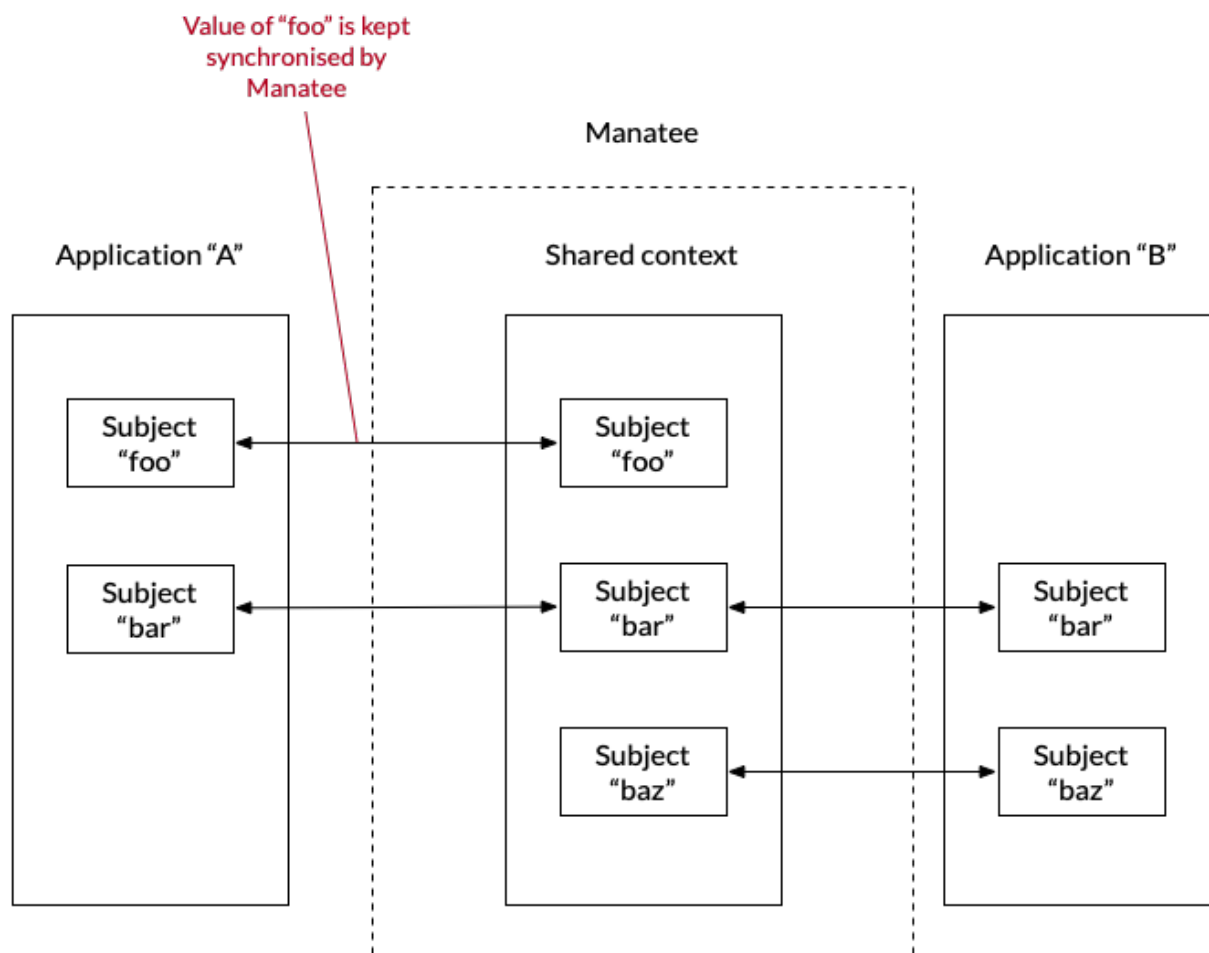 Value of “foo” is kept
synchronised by
Manatee
Manatee
Application “A”
Shared context
Application “B”
Subject
“foo”
Subject
“foo”
Subject
“bar”
Subject
“bar”
Subject
“bar”
Subject
“baz”
Subject
“baz”